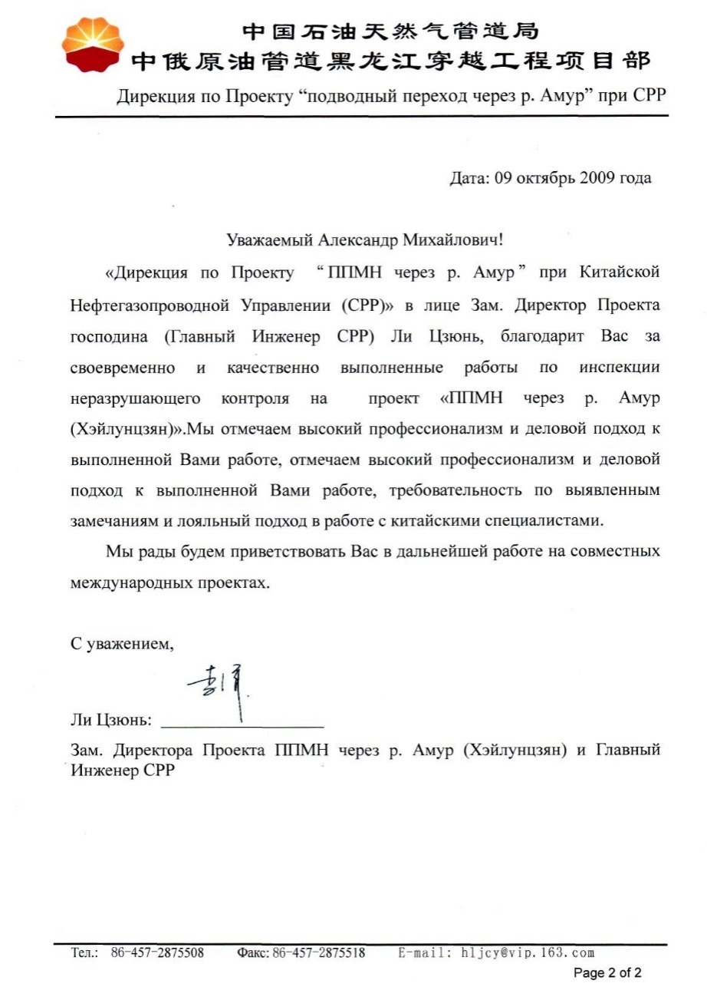 中国石油天然气管道局
中俄原油管道黑龙江穿越工程项目部
Дирекция по Проекту “подводный переход через р. Амур” при СРР
Дата: 09 октябрь 2009 года
Уважаемый Александр Михайлович!
«Дирекция по Проекту “ППМН через р. Амур” при Китайской
Нефтегазопроводной Управлении (СРР)» в лице Зам. Директор Проекта
господина (Главный Инженер СРР) Ли Цзюнь, благодарит Вас за
своевременно и качественно выполненные работы по инспекции
неразрушающего контроля на проект «ППМН через р. Амур
(Хэйлунцзян)».Мы отмечаем высокий профессионализм и деловой подход к
выполненной Вами работе, отмечаем высокий профессионализм и деловой
подход к выполненной Вами работе, требовательность по выявленным
замечаниям и лояльный подход в работе с китайскими специалистами.
Мы рады будем приветствовать Вас в дальнейшей работе на совместных
международных проектах.
С уважением,
Ли Цзюнь:
Зам. Директора Проекта ППМН через р. Амур (Хэйлунцзян) и Главный
Инженер СРР
Тел.: 86-457-2875508 Факс: 86-457-2875518 E-mail: hljcy@vip.163.com
Page 2 of 2